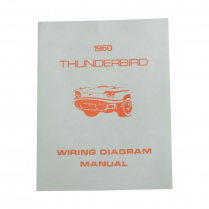 1960
THUNDERBIRD
WIRING DIAGRAM
MANUAL